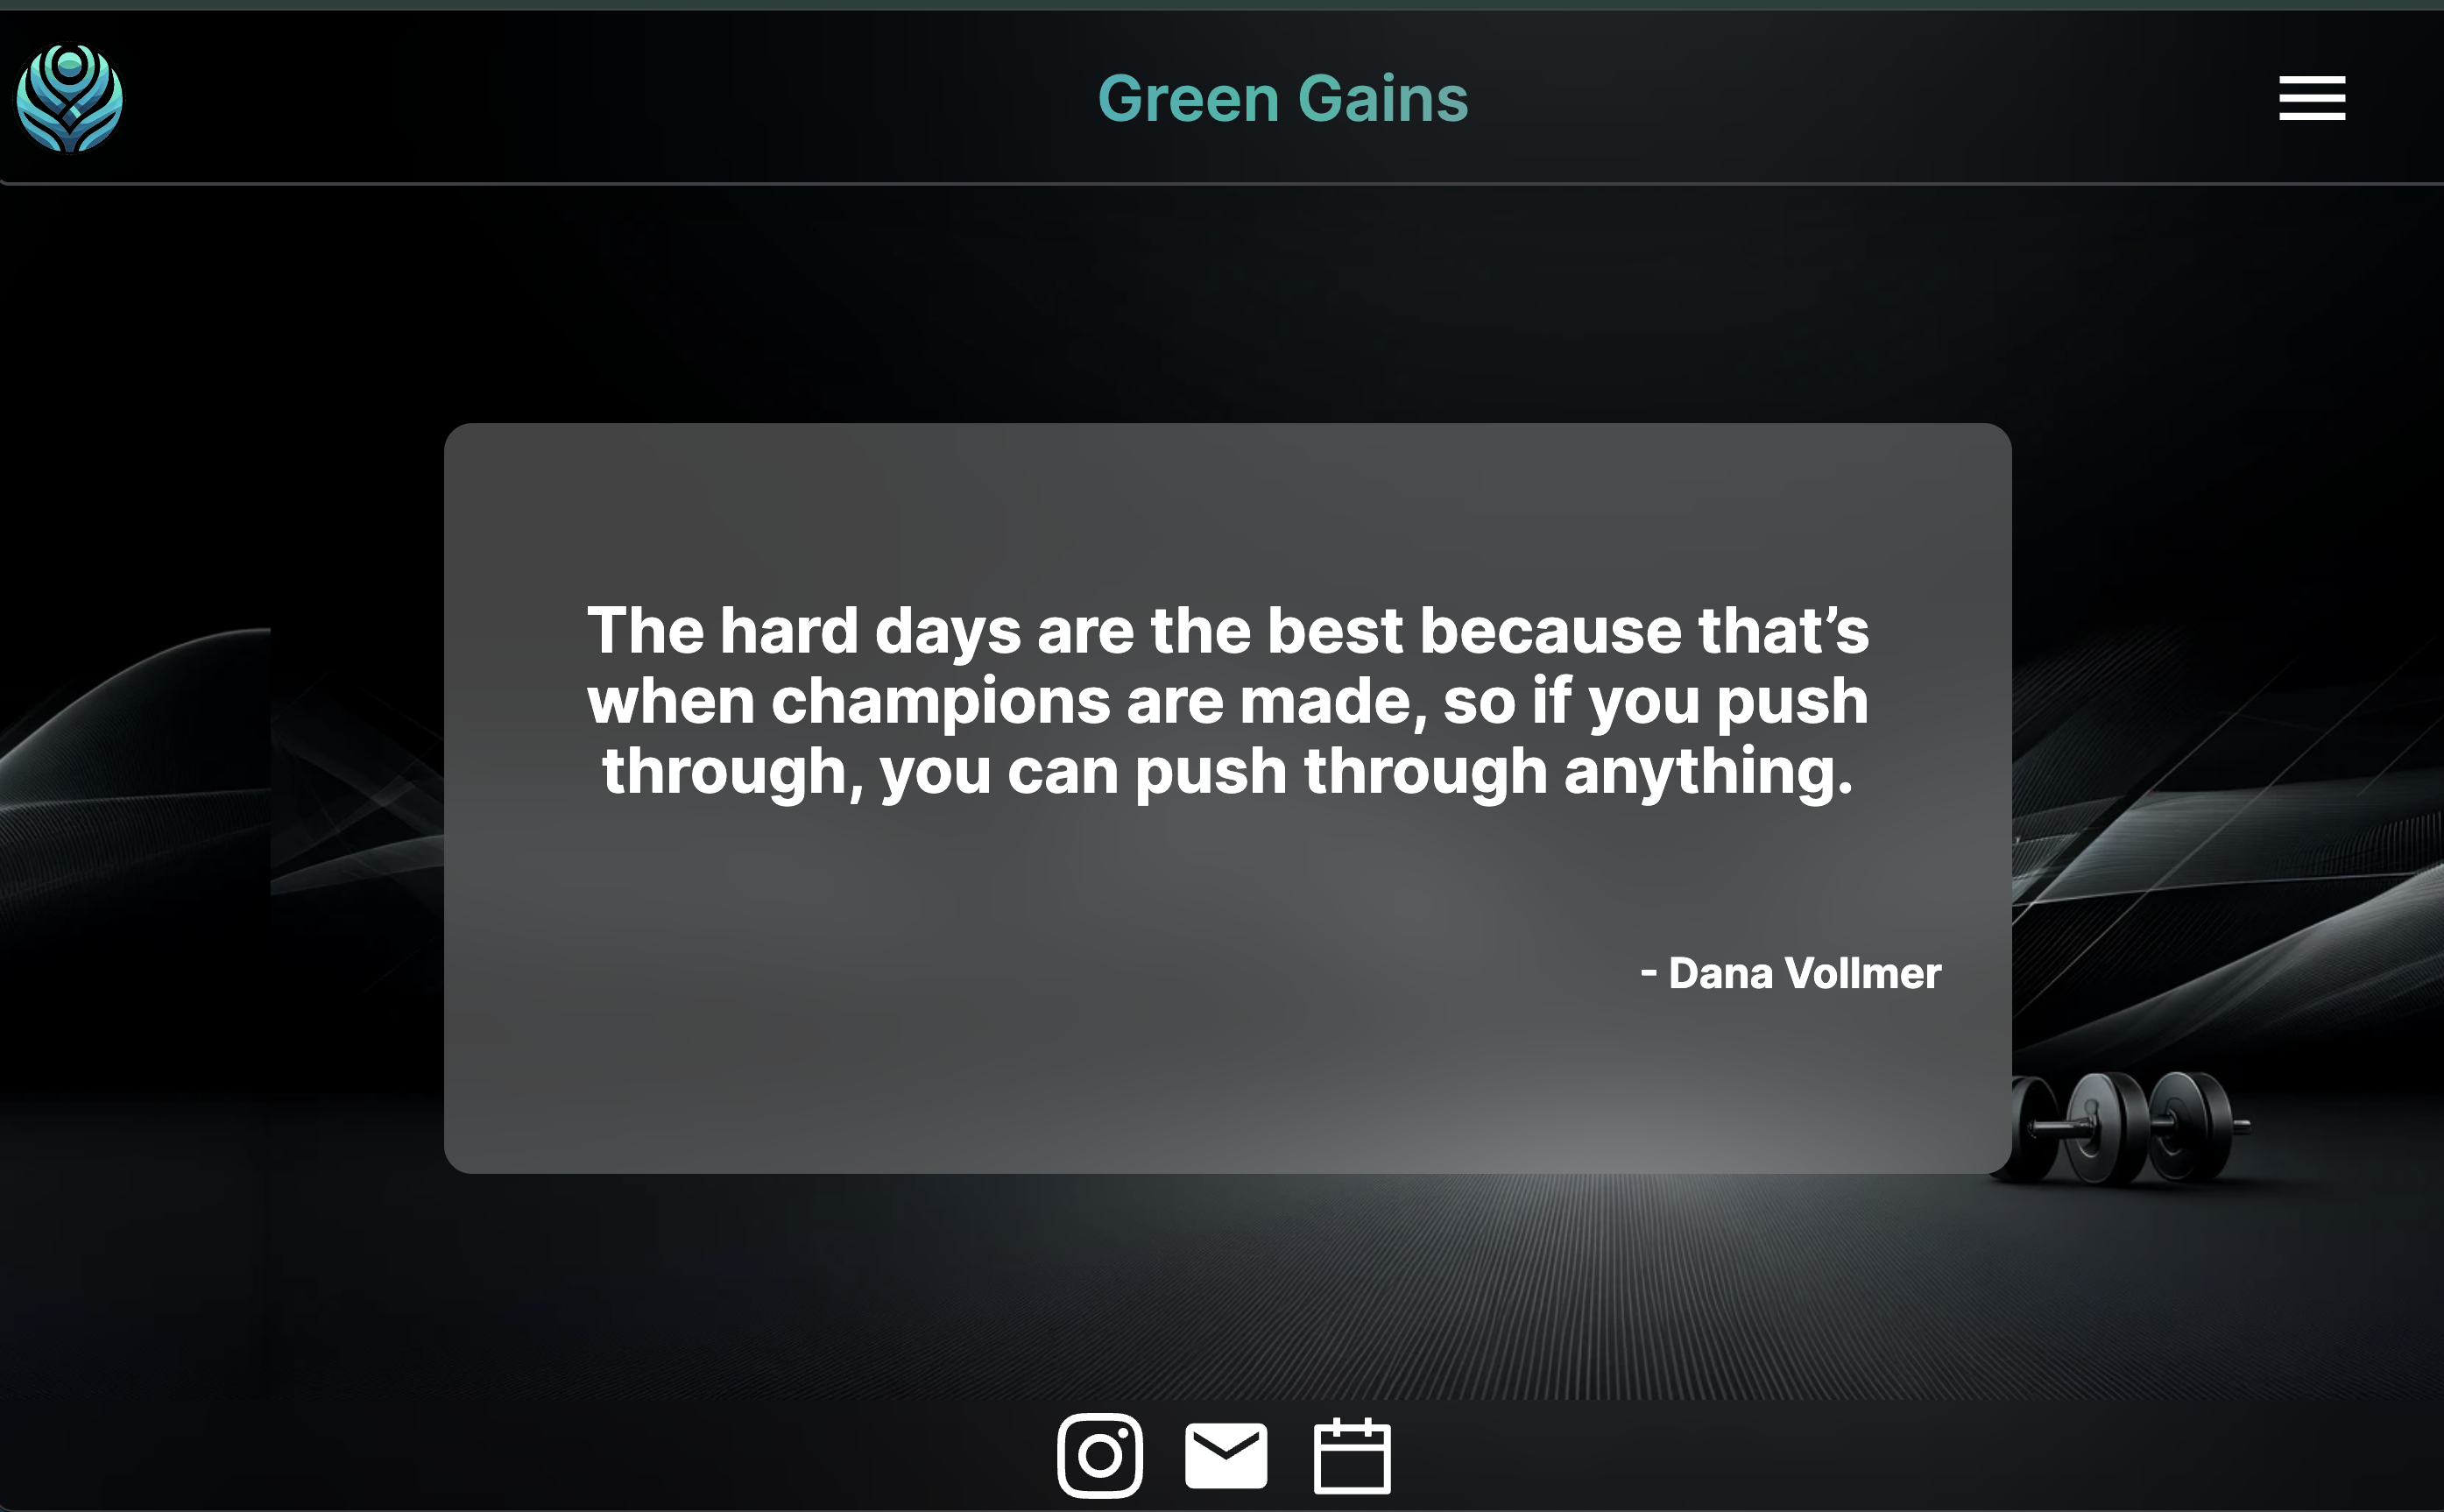 Green Gains
The hard days are the best because that’s
when champions are made, so if you push
through, you can push through anything.
- Dana Vollmer